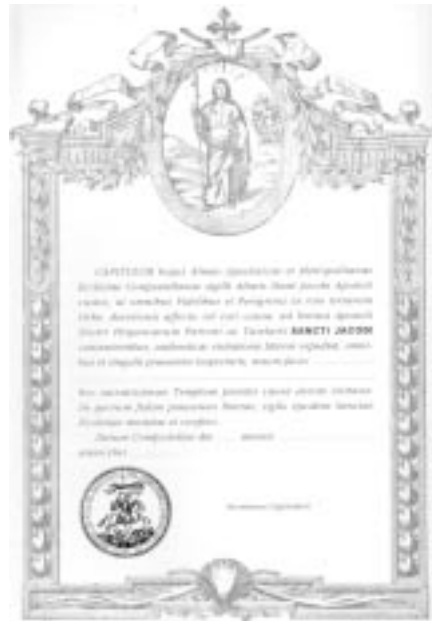 CAPITULUM hujus Almae Apostolicae et Metropolitanae
Ecclesiae Compostellanae sigilli Altaris Beati Jacobi Apostoli
custos, ut omnibus Fidelibus et Peregrinis ex toto terrarum
Orbe, devotionis affectu vel voti causa, ad limina Apostoli
Nostri Hispaniarum Patroni ac Tutelaris SANCTI JACOBI
convenientibus, authenticas visitationis litteras expediat, omni-
bus et singulis praesentes inspecturis, notum facit:
hoc sacratissimum Templum pietatis causa devote visitasse.
In quorum fidem praesentes litteras, sigillo ejusdem Sanctae
Ecclesiae munitas ei confero.
Datum Compostellae die mensis
anno Dni